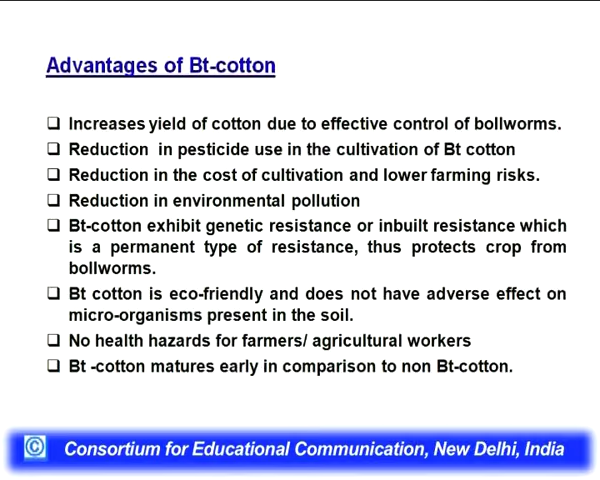 Advantages of Bt-cotton
❑ Increases yield of cotton due to effective control of bollworms.
❑ Reduction in pesticide use in the cultivation of Bt cotton
❑ Reduction in the cost of cultivation and lower farming risks.
❑ Reduction in environmental pollution
❑ Bt-cotton exhibit genetic resistance or inbuilt resistance which
is a permanent type of resistance, thus protects crop from
bollworms.
❑ Bt cotton is eco-friendly and does not have adverse effect on
micro-organisms present in the soil.
❑ No health hazards for farmers/ agricultural workers
❑ Bt -cotton matures early in comparison to non Bt-cotton.
© Consortium for Educational Communication, New Delhi, India